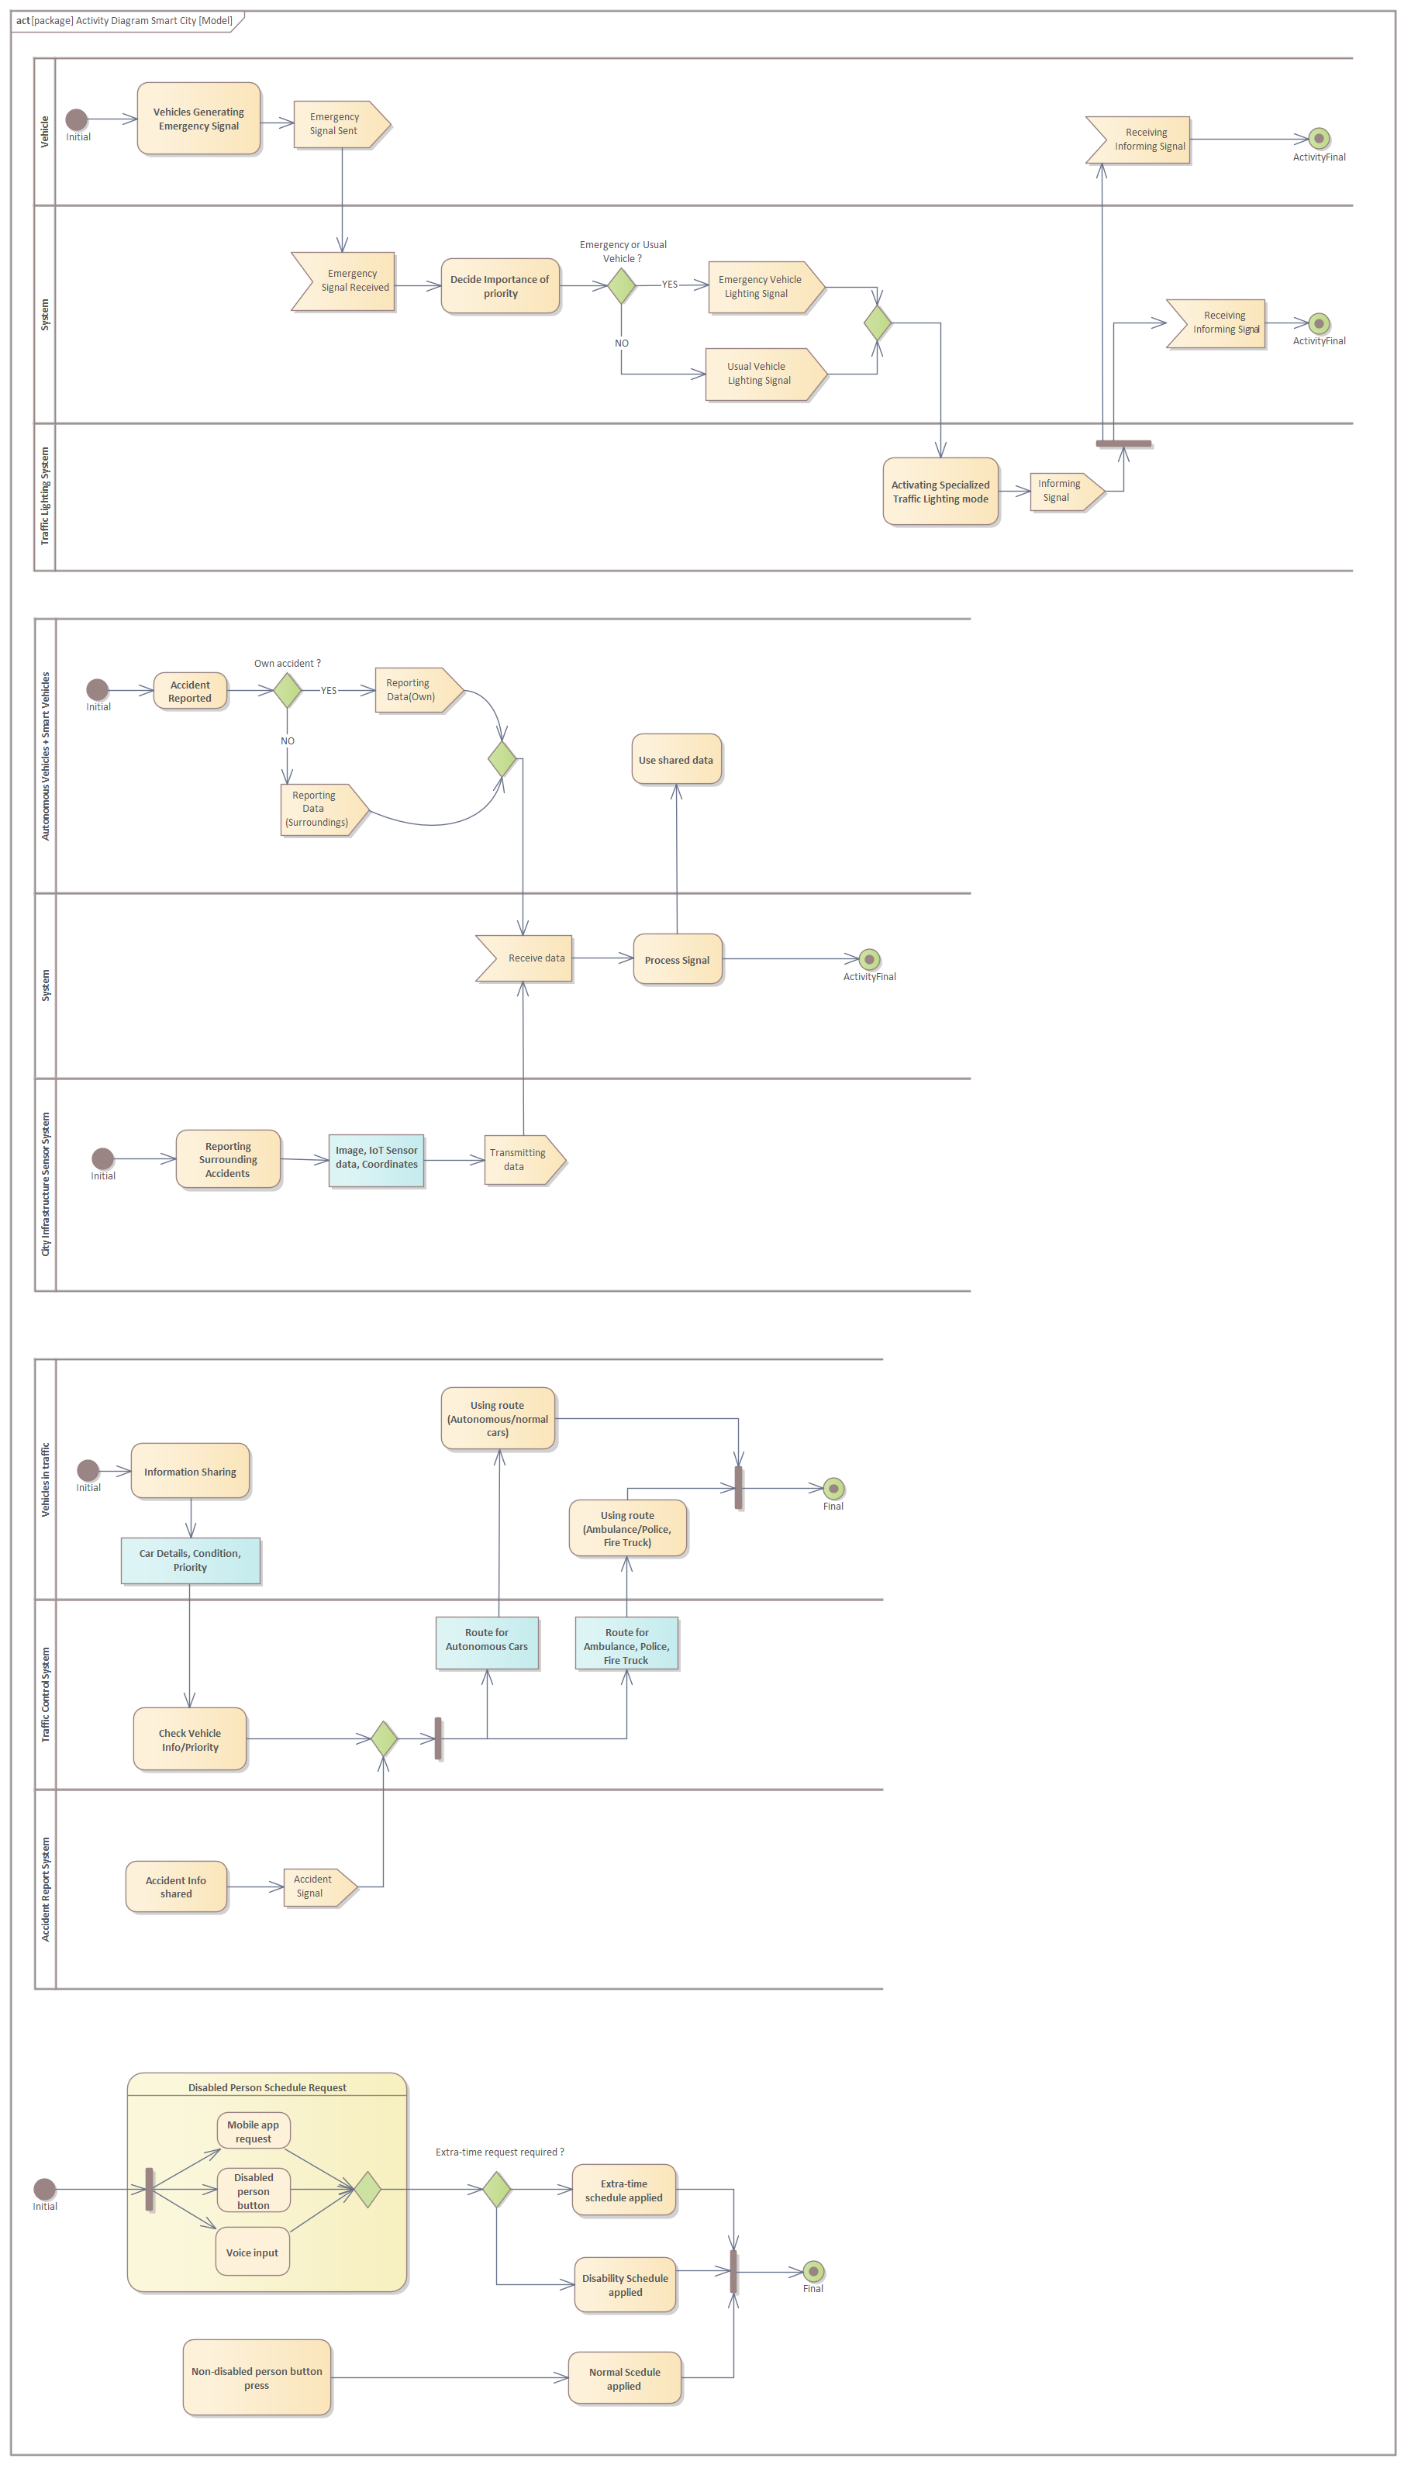 act [package] Activity Diagram Smart City [Model]
Vehicle
Initial
Vehicles Generating
Emergency Signal
Emergency
Signal Sent
Receiving
Informing Signal
ActivityFinal
System
Emergency
Signal Received
Decide Importance of
priority
Emergency or Usual
Vehicle ?
YES
NO
Emergency Vehicle
Lighting Signal
Usual Vehicle
Lighting Signal
Receiving
Informing Signal
ActivityFinal
Traffic Lighting System
Activating Specialized
Traffic Lighting mode
Informing
Signal
Autonomous Vehicles + Smart Vehicles
Initial
Accident
Reported
Own accident ?
YES
NO
Reporting
Data(Own)
Reporting
Data
(Surroundings)
Use shared data
System
Receive data
Process Signal
ActivityFinal
City Infrastructure Sensor System
Initial
Reporting
Surrounding
Accidents
Image, IoT Sensor
data, Coordinates
Transmitting
data
Vehicles in traffic
Initial
Information Sharing
Car Details, Condition,
Priority
Using route
(Autonomous/normal
cars)
Using route
(Ambulance/Police,
Fire Truck)
Final
Traffic Control System
Route for
Autonomous Cars
Route for
Ambulance, Police,
Fire Truck
Check Vehicle
Info/Priority
Accident Report System
Accident Info
shared
Accident
Signal
Disabled Person Schedule Request
Initial
Mobile app
request
Disabled
person
button
Voice input
Extra-time request required ?
Extra-time
schedule applied
Disability Schedule
applied
Final
Non-disabled person button
press
Normal Scedule
applied